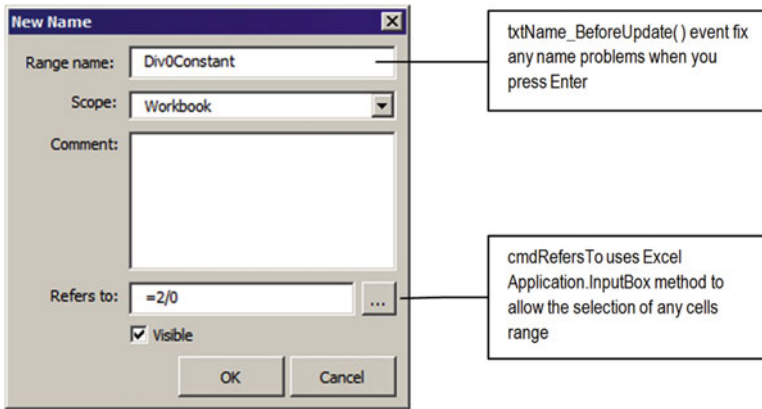 New Name
Range name: Div0Constant
Scope: Workbook
Comment:
Refers to: =2/0 ...
Visible
OK Cancel
txtName_BeforeUpdate( ) event fix
any name problems when you
press Enter
cmdRefersTo uses Excel
Application.InputBox method to
allow the selection of any cells
range